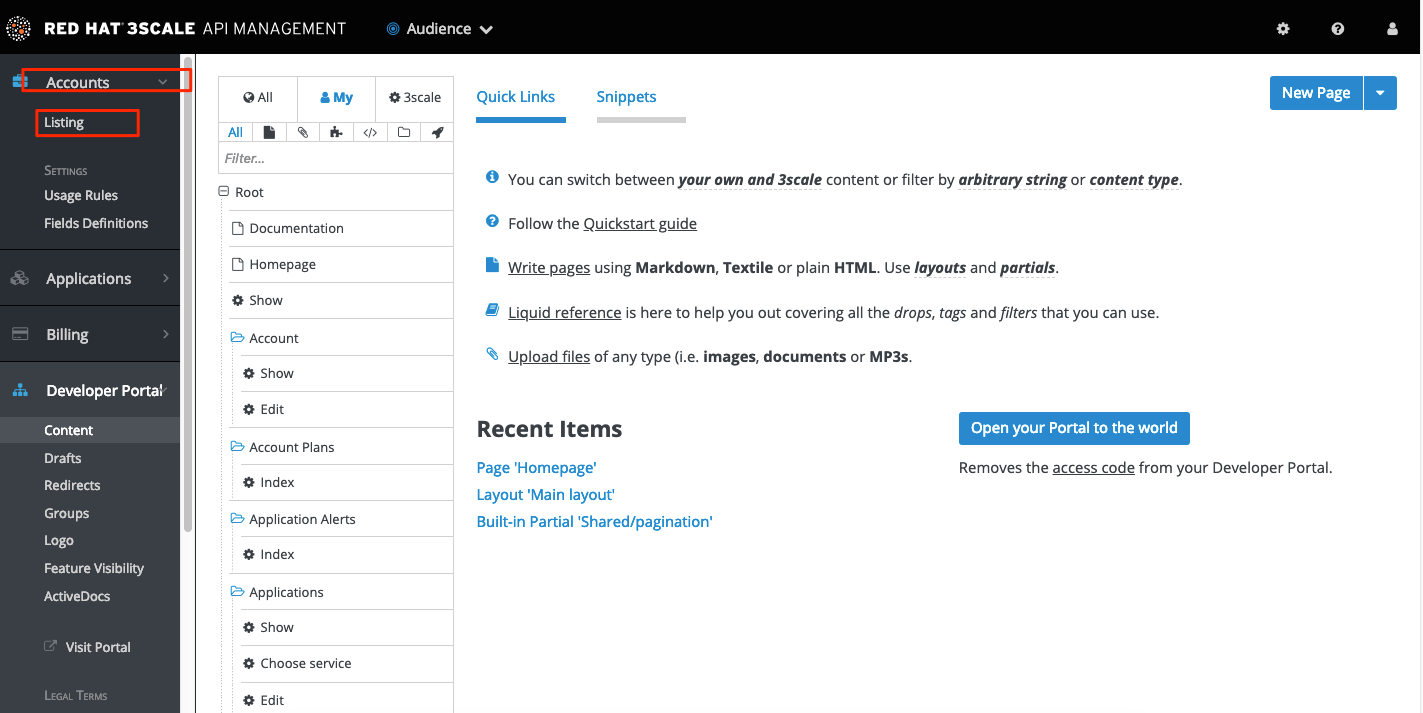 RED HAT® 3SCALE API MANAGEMENT
Audience
Accounts
Listing
Settings
Usage Rules
Fields Definitions
Applications
Billing
Developer Portal
Content
Drafts
Redirects
Groups
Logo
Feature Visibility
ActiveDocs
Visit Portal
Legal Terms
All My 3scale
All
Filter...
Root
Documentation
Homepage
Show
Account
Show
Edit
Account Plans
Index
Application Alerts
Index
Applications
Show
Choose service
Edit
Quick Links Snippets
New Page
You can switch between your own and 3scale content or filter by arbitrary string or content type.
Follow the Quickstart guide
Write pages using Markdown, Textile or plain HTML. Use layouts and partials.
Liquid reference is here to help you out covering all the drops, tags and filters that you can use.
Upload files of any type (i.e. images, documents or MP3s.
Recent Items
Page 'Homepage'
Layout 'Main layout'
Built-in Partial 'Shared/pagination'
Open your Portal to the world
Removes the access code from your Developer Portal.